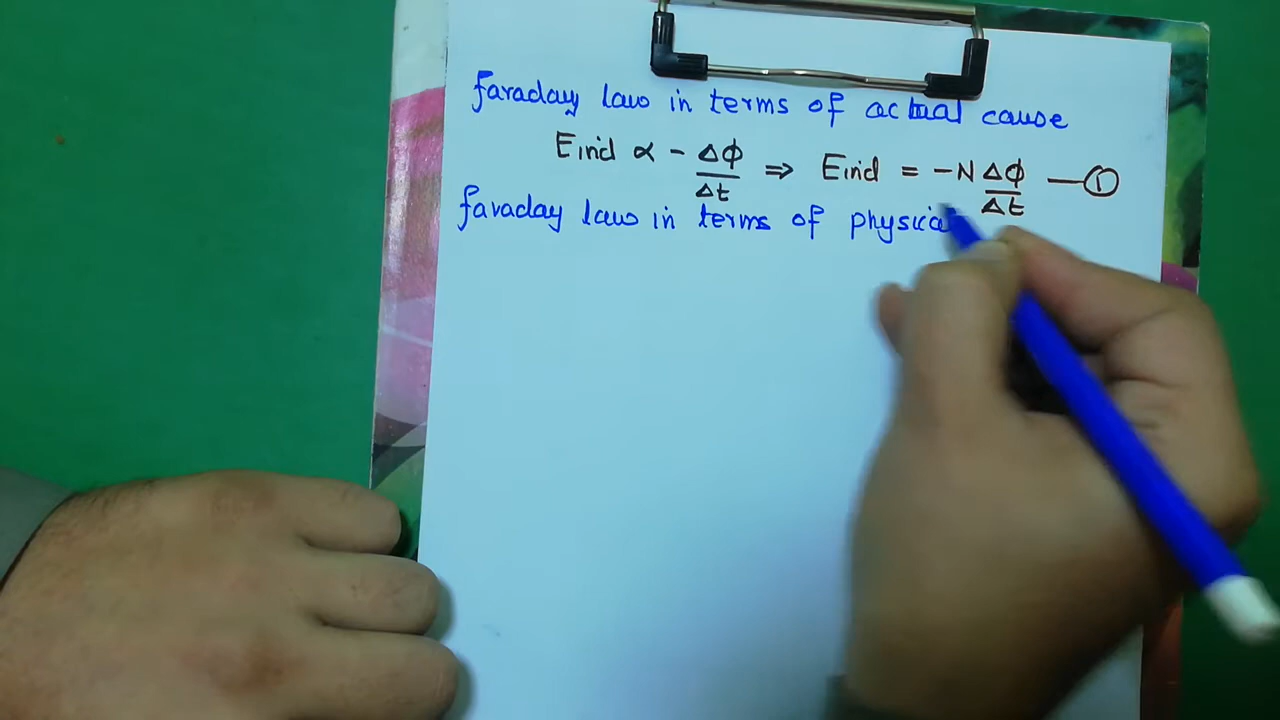 faraday law in terms of actual cause
Eind α - Δϕ/Δt ⇒ Eind = -N Δϕ/Δt —①
faraday law in terms of physical